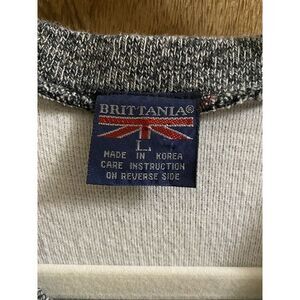 BRITTANIA®
L
MADE IN KOREA
CARE INSTRUCTION
ON REVERSE SIDE